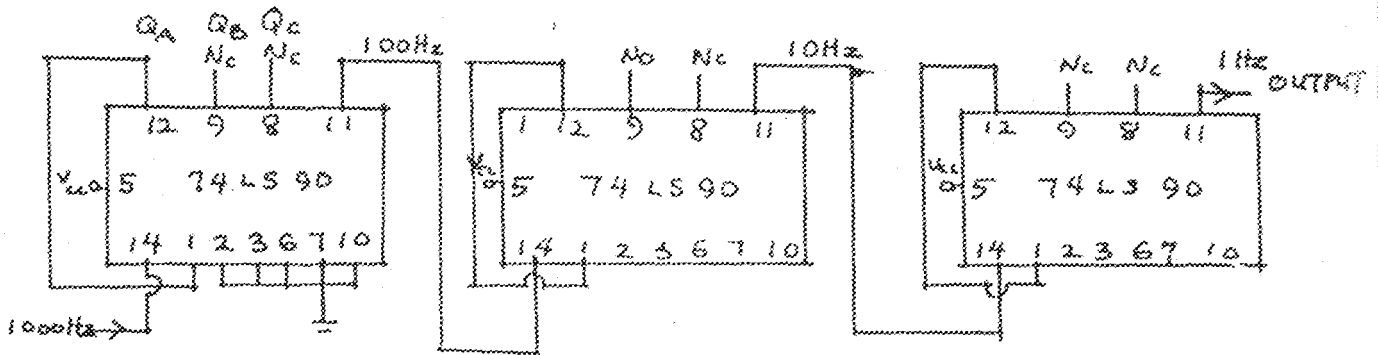 QA QB QC
NC NC 100Hz NO NC 10Hz NC NC 1Hz OUTPUT
12 9 8 11 1 12 9 8 11 12 9 8 11
Vcc 5 74LS90 Vcc 5 74LS90 Vcc 5 74LS90
14 1 2 3 6 7 10 14 1 2 3 6 7 10 14 1 2 3 6 7 10
1000Hz